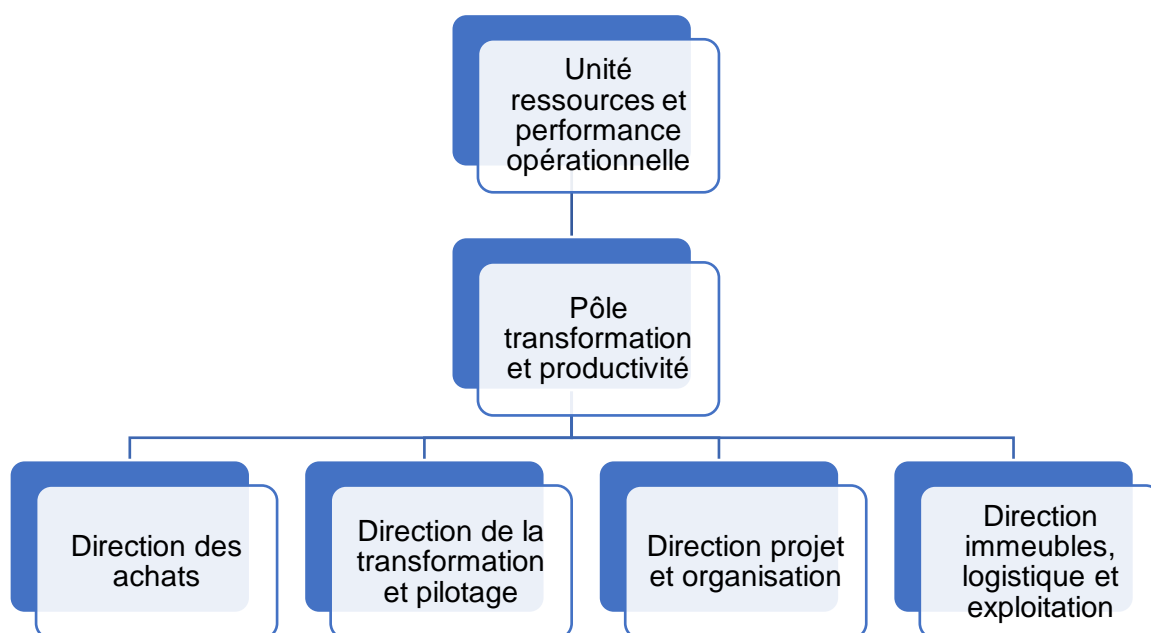 Unité
ressources et
performance
opérationnelle
Pôle
transformation
et productivité
Direction des
achats
Direction de la
transformation
et pilotage
Direction projet
et organisation
Direction
immeubles,
logistique et
exploitation